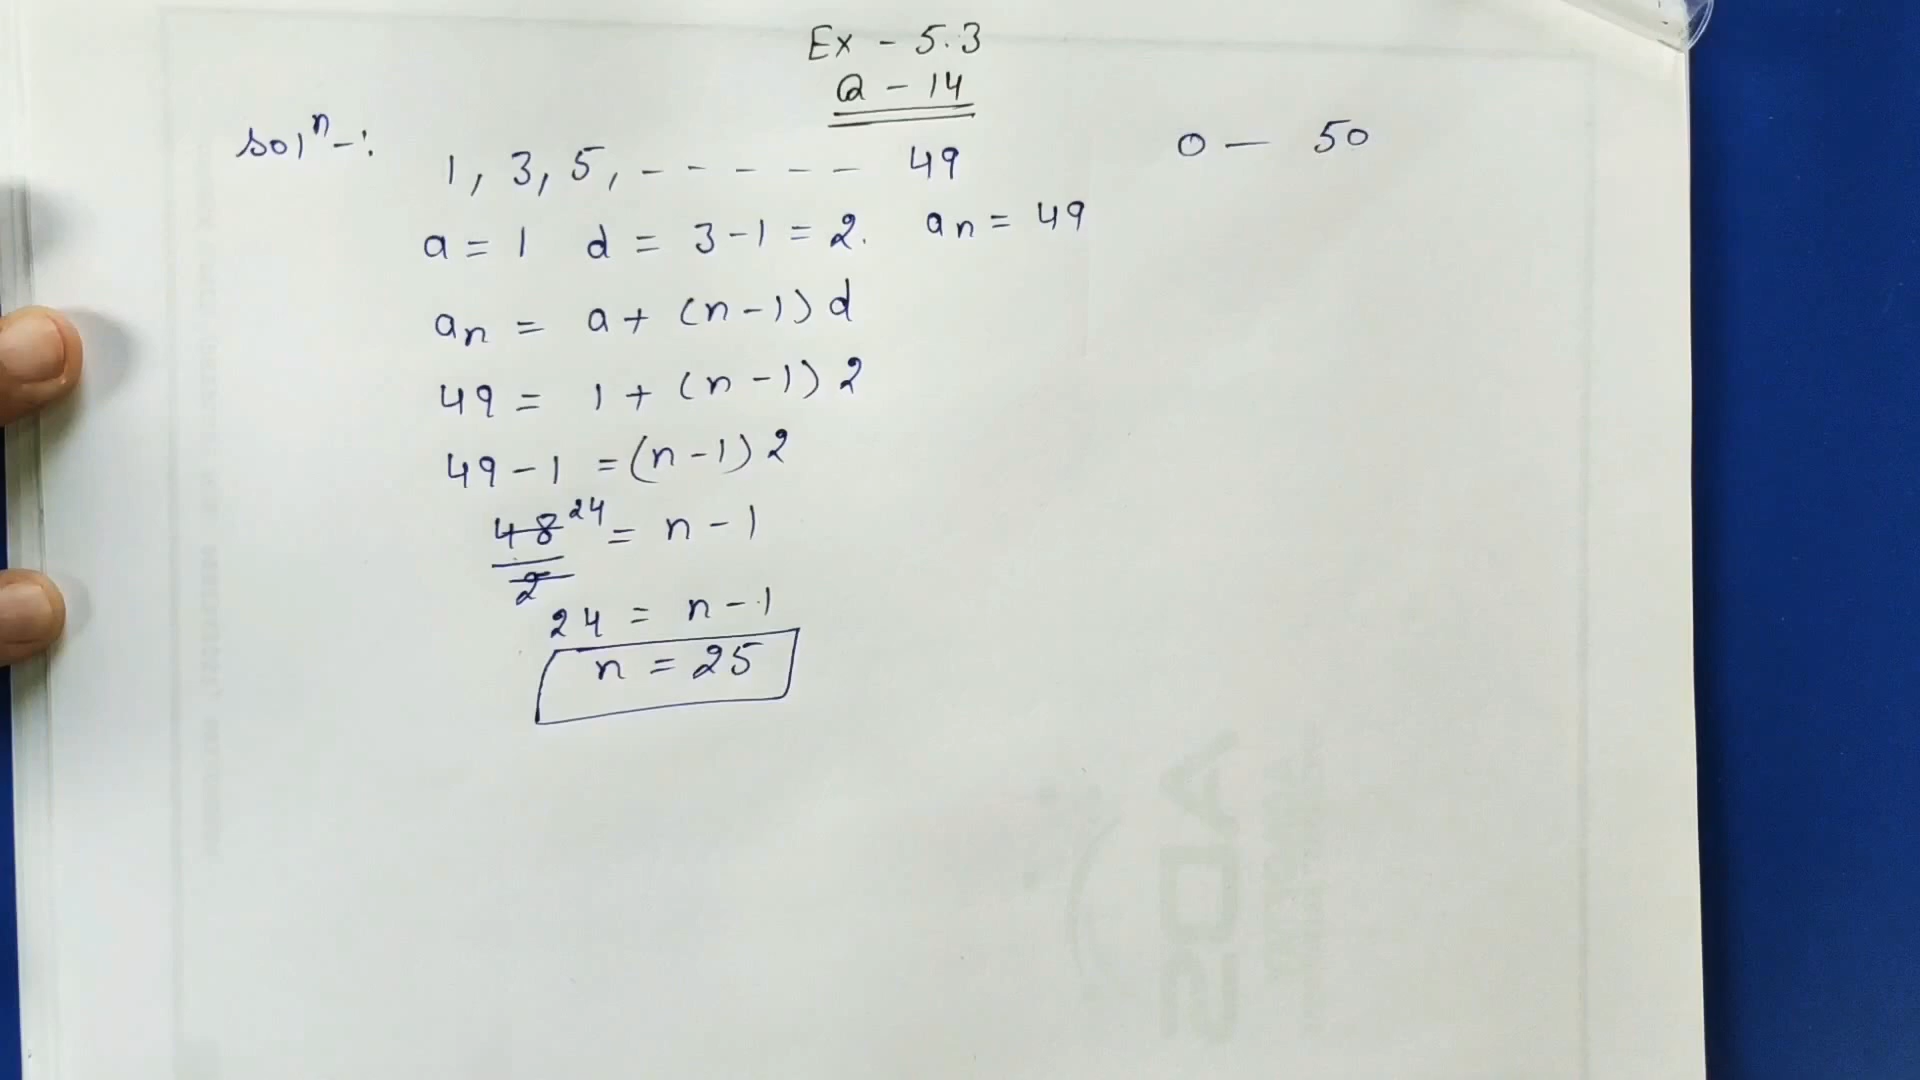 Ex - 5.3
Q - 14
solⁿ -:
1, 3, 5, - - - - - 49
0 — 50
a = 1 d = 3-1 = 2. an = 49
an = a + (n-1) d
49 = 1 + (n-1) 2
49 - 1 = (n-1) 2
48/2 24 = n - 1
24 = n - 1
n = 25